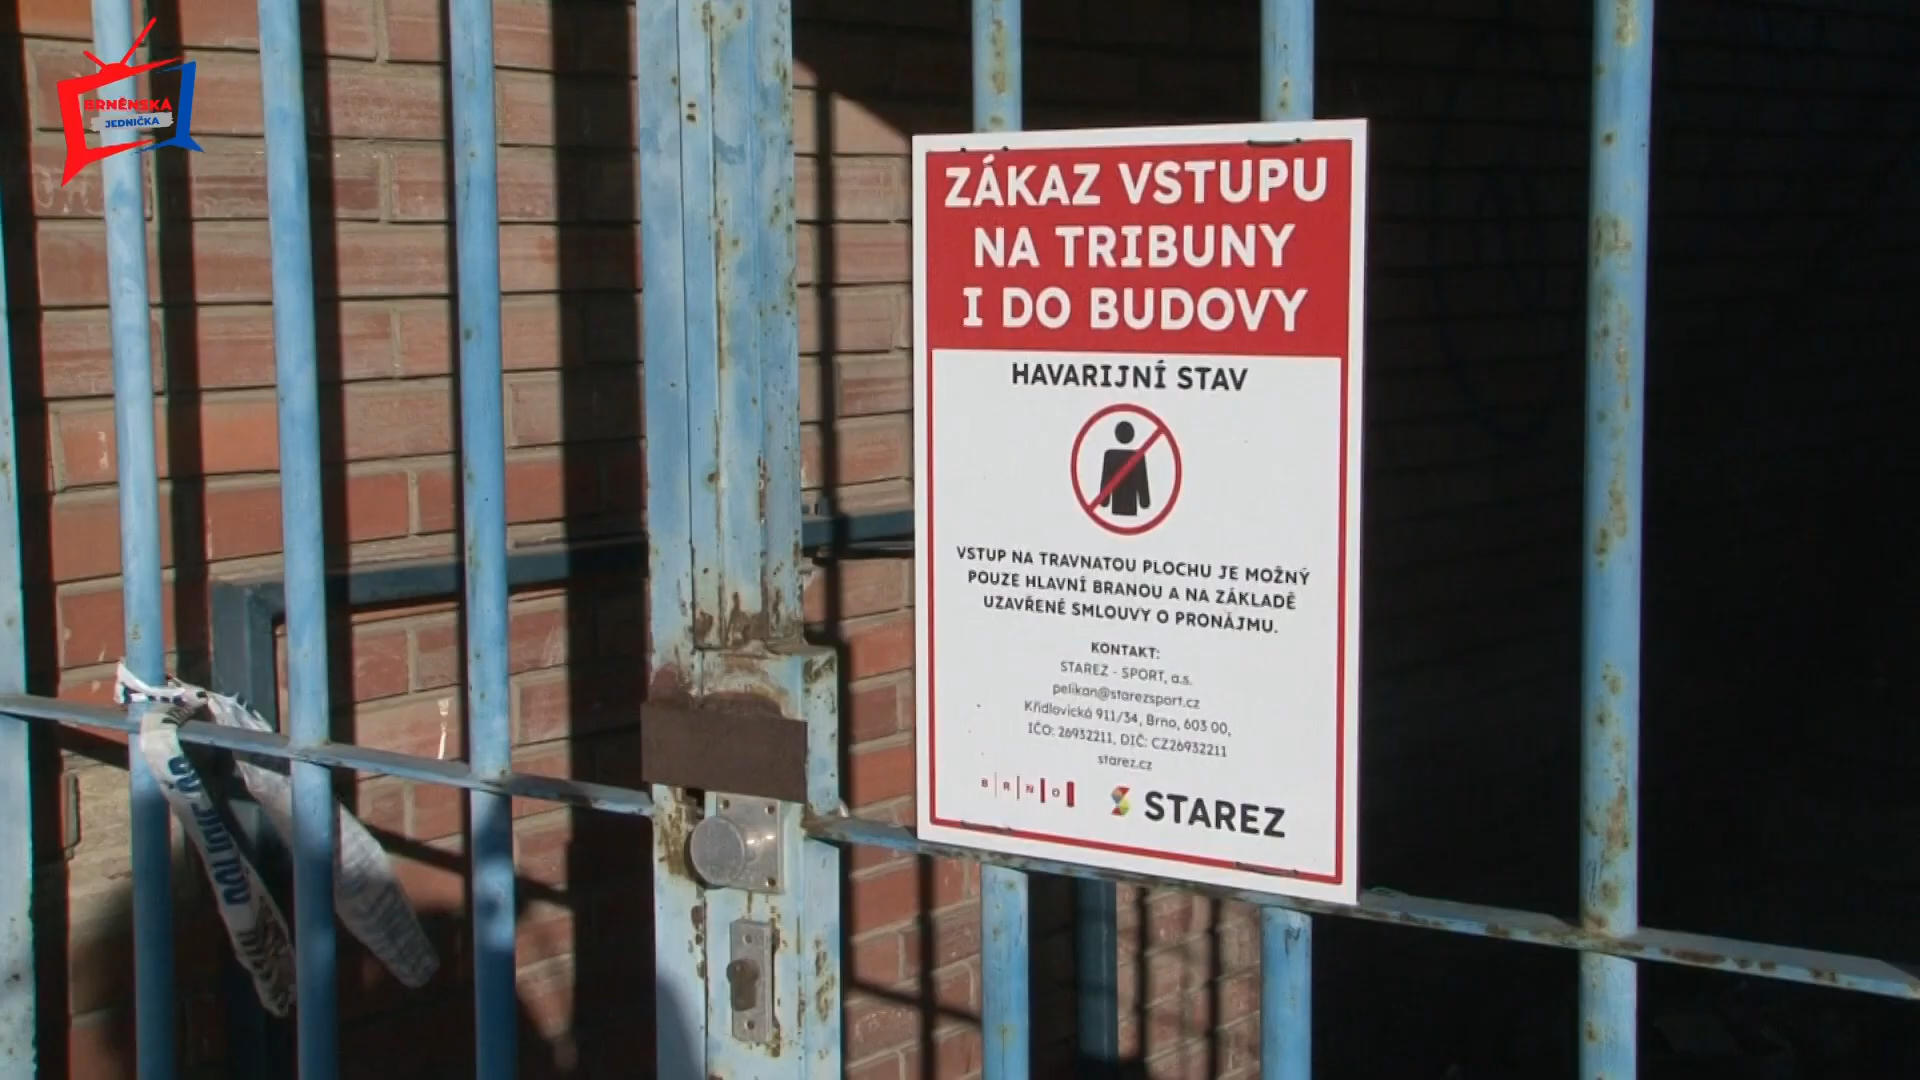 BRNĚNSKÁ
JEDNIČKA
ZÁKAZ VSTUPU
NA TRIBUNY
I DO BUDOVY
HAVARIJNÍ STAV
VSTUP NA TRAVNATOU PLOCHU JE MOŽNÝ
POUZE HLAVNÍ BRANOU A NA ZÁKLADĚ
UZAVŘENÉ SMLOUVY O PRONÁJMU.
KONTAKT:
STAREZ - SPORT, a.s.
pelikan@starezsport.cz
Křídlovická 911/34, Brno, 603 00,
IČO: 26932211, DIČ: CZ26932211
starez.cz
B | R | N | O
STAREZ